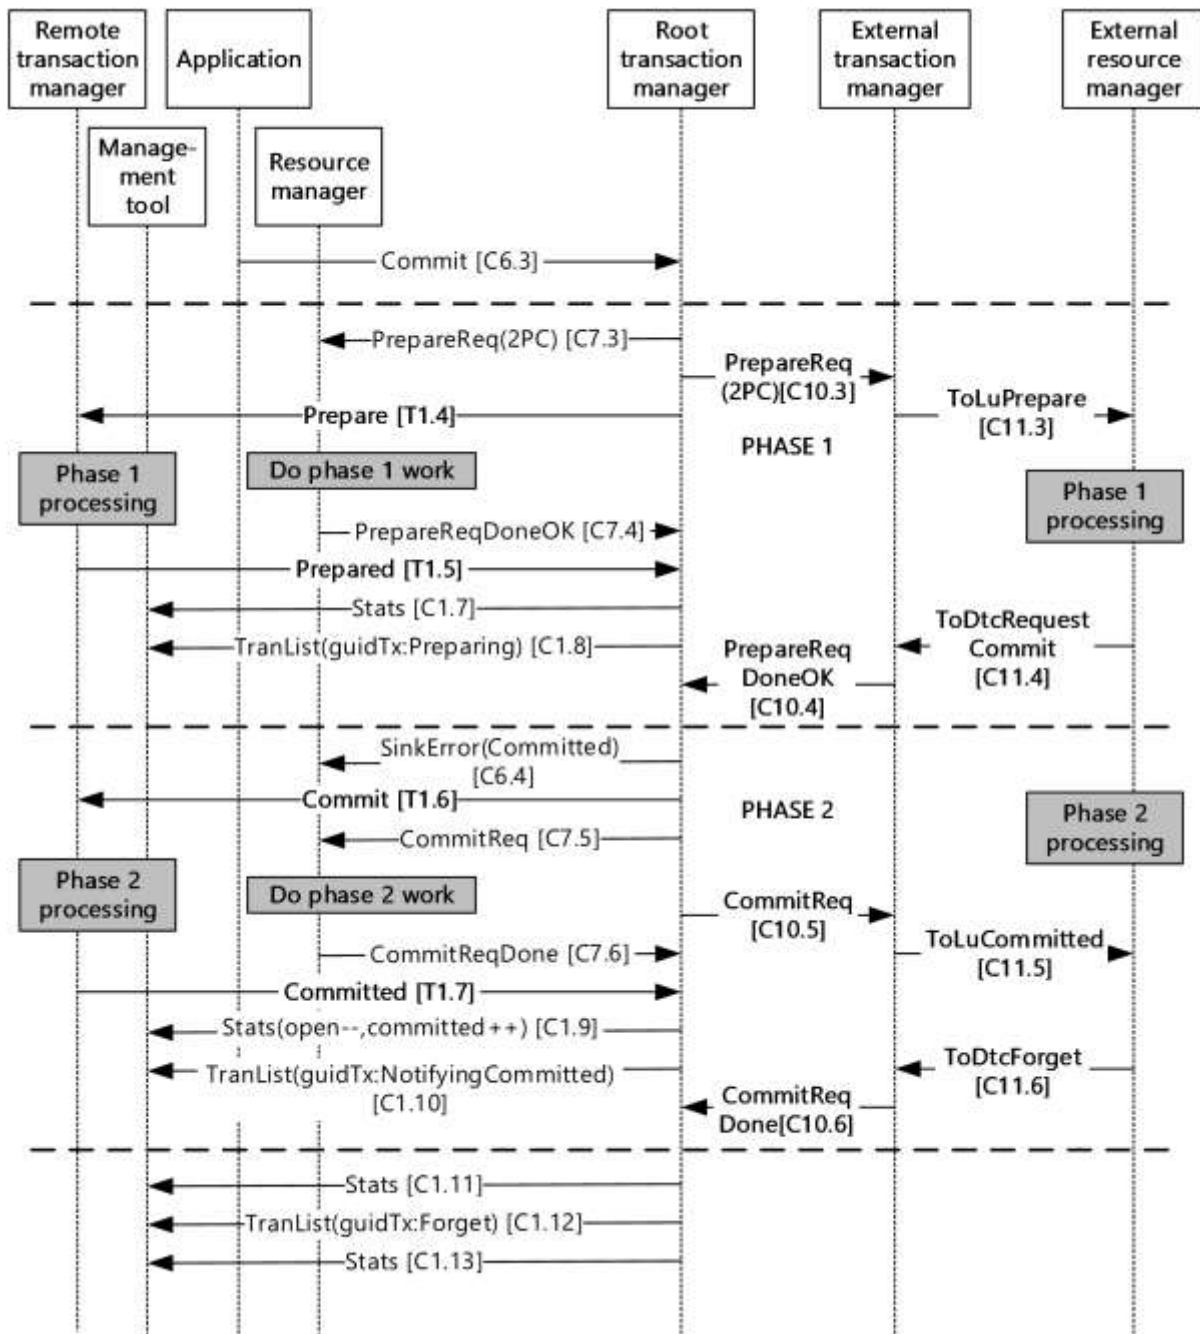 Remote
transaction
manager
Application
Root
transaction
manager
External
transaction
manager
External
resource
manager
Manage-
ment
tool
Resource
manager
Commit [C6.3]
PrepareReq(2PC) [C7.3]
PrepareReq
(2PC)[C10.3]
Prepare [T1.4]
ToLuPrepare
[C11.3]
PHASE 1
Phase 1
processing
Do phase 1 work
Phase 1
processing
PrepareReqDoneOK [C7.4]
Prepared [T1.5]
Stats [C1.7]
ToDtcRequest
Commit
[C11.4]
TranList(guidTx:Preparing) [C1.8]
PrepareReq
DoneOK
[C10.4]
SinkError(Committed)
[C6.4]
Commit [T1.6]
PHASE 2
Phase 2
processing
CommitReq [C7.5]
Phase 2
processing
Do phase 2 work
CommitReq
[C10.5]
CommitReqDone [C7.6]
ToLuCommitted
[C11.5]
Committed [T1.7]
Stats(open--,committed++) [C1.9]
ToDtcForget
[C11.6]
TranList(guidTx:NotifyingCommitted)
[C1.10]
CommitReq
Done[C10.6]
Stats [C1.11]
TranList(guidTx:Forget) [C1.12]
Stats [C1.13]